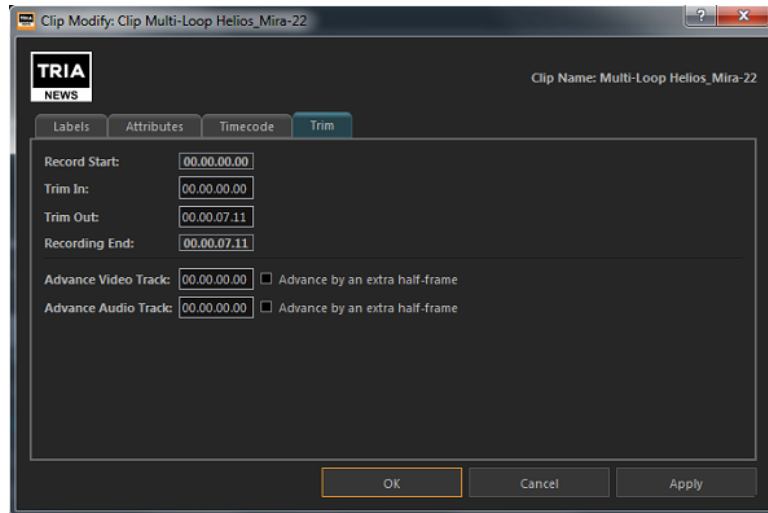 Clip Modify: Clip Multi-Loop Helios_Mira-22
?
X
TRIA
NEWS
Clip Name: Multi-Loop Helios_Mira-22
Labels Attributes Timecode Trim
Record Start: 00.00.00.00
Trim In: 00.00.00.00
Trim Out: 00.00.07.11
Recording End: 00.00.07.11
Advance Video Track: 00.00.00.00 Advance by an extra half-frame
Advance Audio Track: 00.00.00.00 Advance by an extra half-frame
OK Cancel Apply